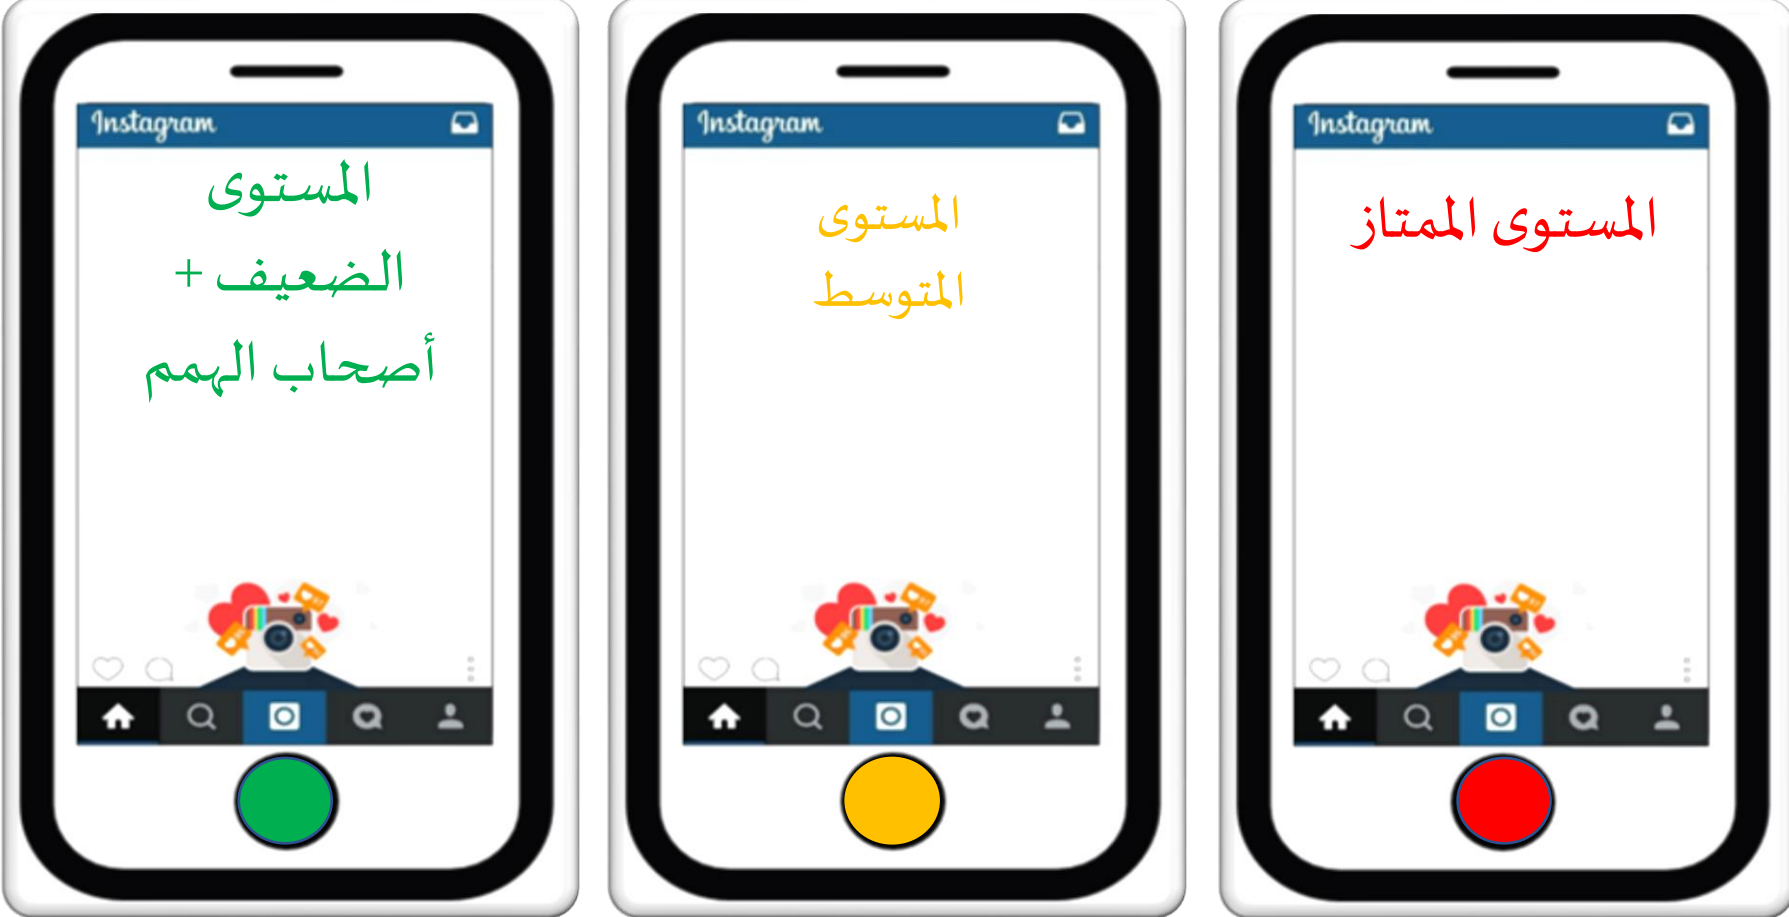 Instagram
المستوى
الضعيف +
أصحاب الهمم
Instagram
المستوى
المتوسط
Instagram
المستوى الممتاز